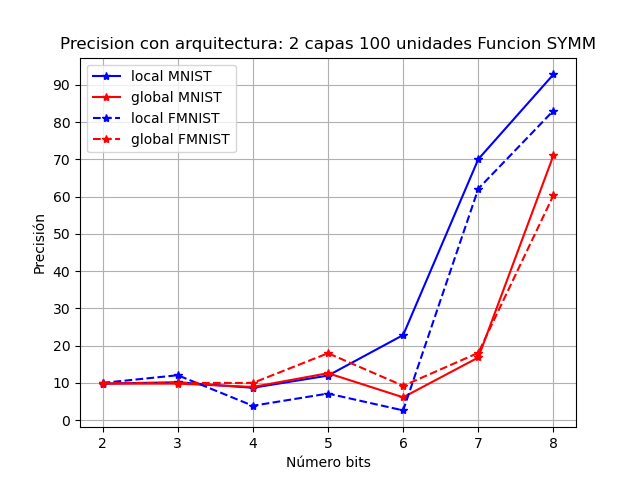 Precision con arquitectura: 2 capas 100 unidades Funcion SYMM
local MNIST
global MNIST
local FMNIST
global FMNIST
90
80
70
60
50
40
30
20
10
0
Precisión
2 3 4 5 6 7 8
Número bits